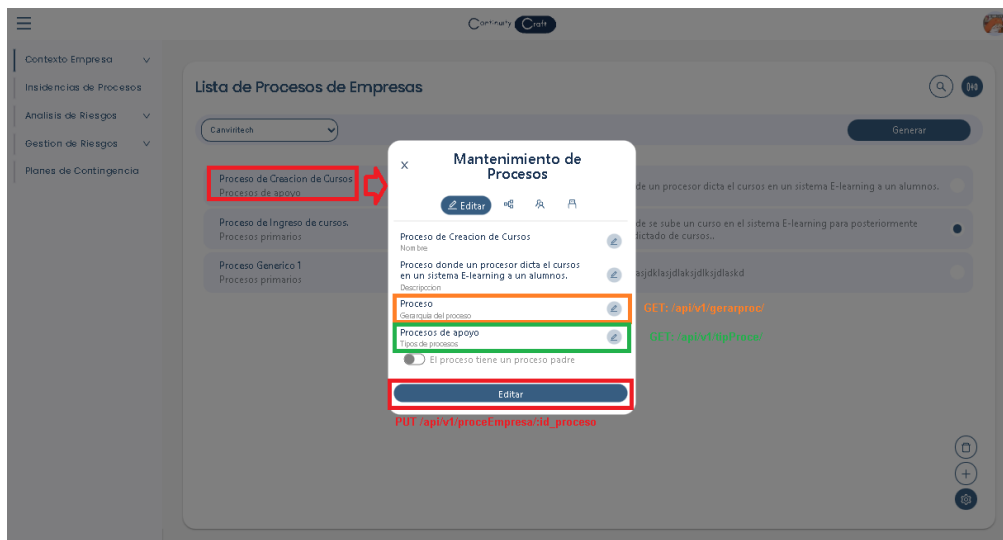 Continuity Craft
Contexto Empresa
Insidencias de Procesos
Analisis de Riesgos
Gestion de Riesgos
Planes de Contingencia
Lista de Procesos de Empresas
Canviritech
Generar
Proceso de Creacion de Cursos
Procesos de apoyo
de un procesor dicta el cursos en un sistema E-learning a un alumnos.
Proceso de Ingreso de cursos.
Procesos primarios
de se sube un curso en el sistema E-learning para posteriormente
dictado de cursos..
Proceso Generico 1
Procesos primarios
asjdklasjdlaksjdlksjdlaskd
X
Mantenimiento de
Procesos
Editar
Proceso de Creacion de Cursos
Nombre
Proceso donde un procesor dicta el cursos
en un sistema E-learning a un alumnos.
Descripccion
Proceso
Gerarquia del proceso
GET: /api/v1/gerarproc/
Procesos de apoyo
Tipos de procesos
GET:
El proceso tiene un proceso padre
Editar
PUT /api/v1/proceEmpresa/:id_proceso